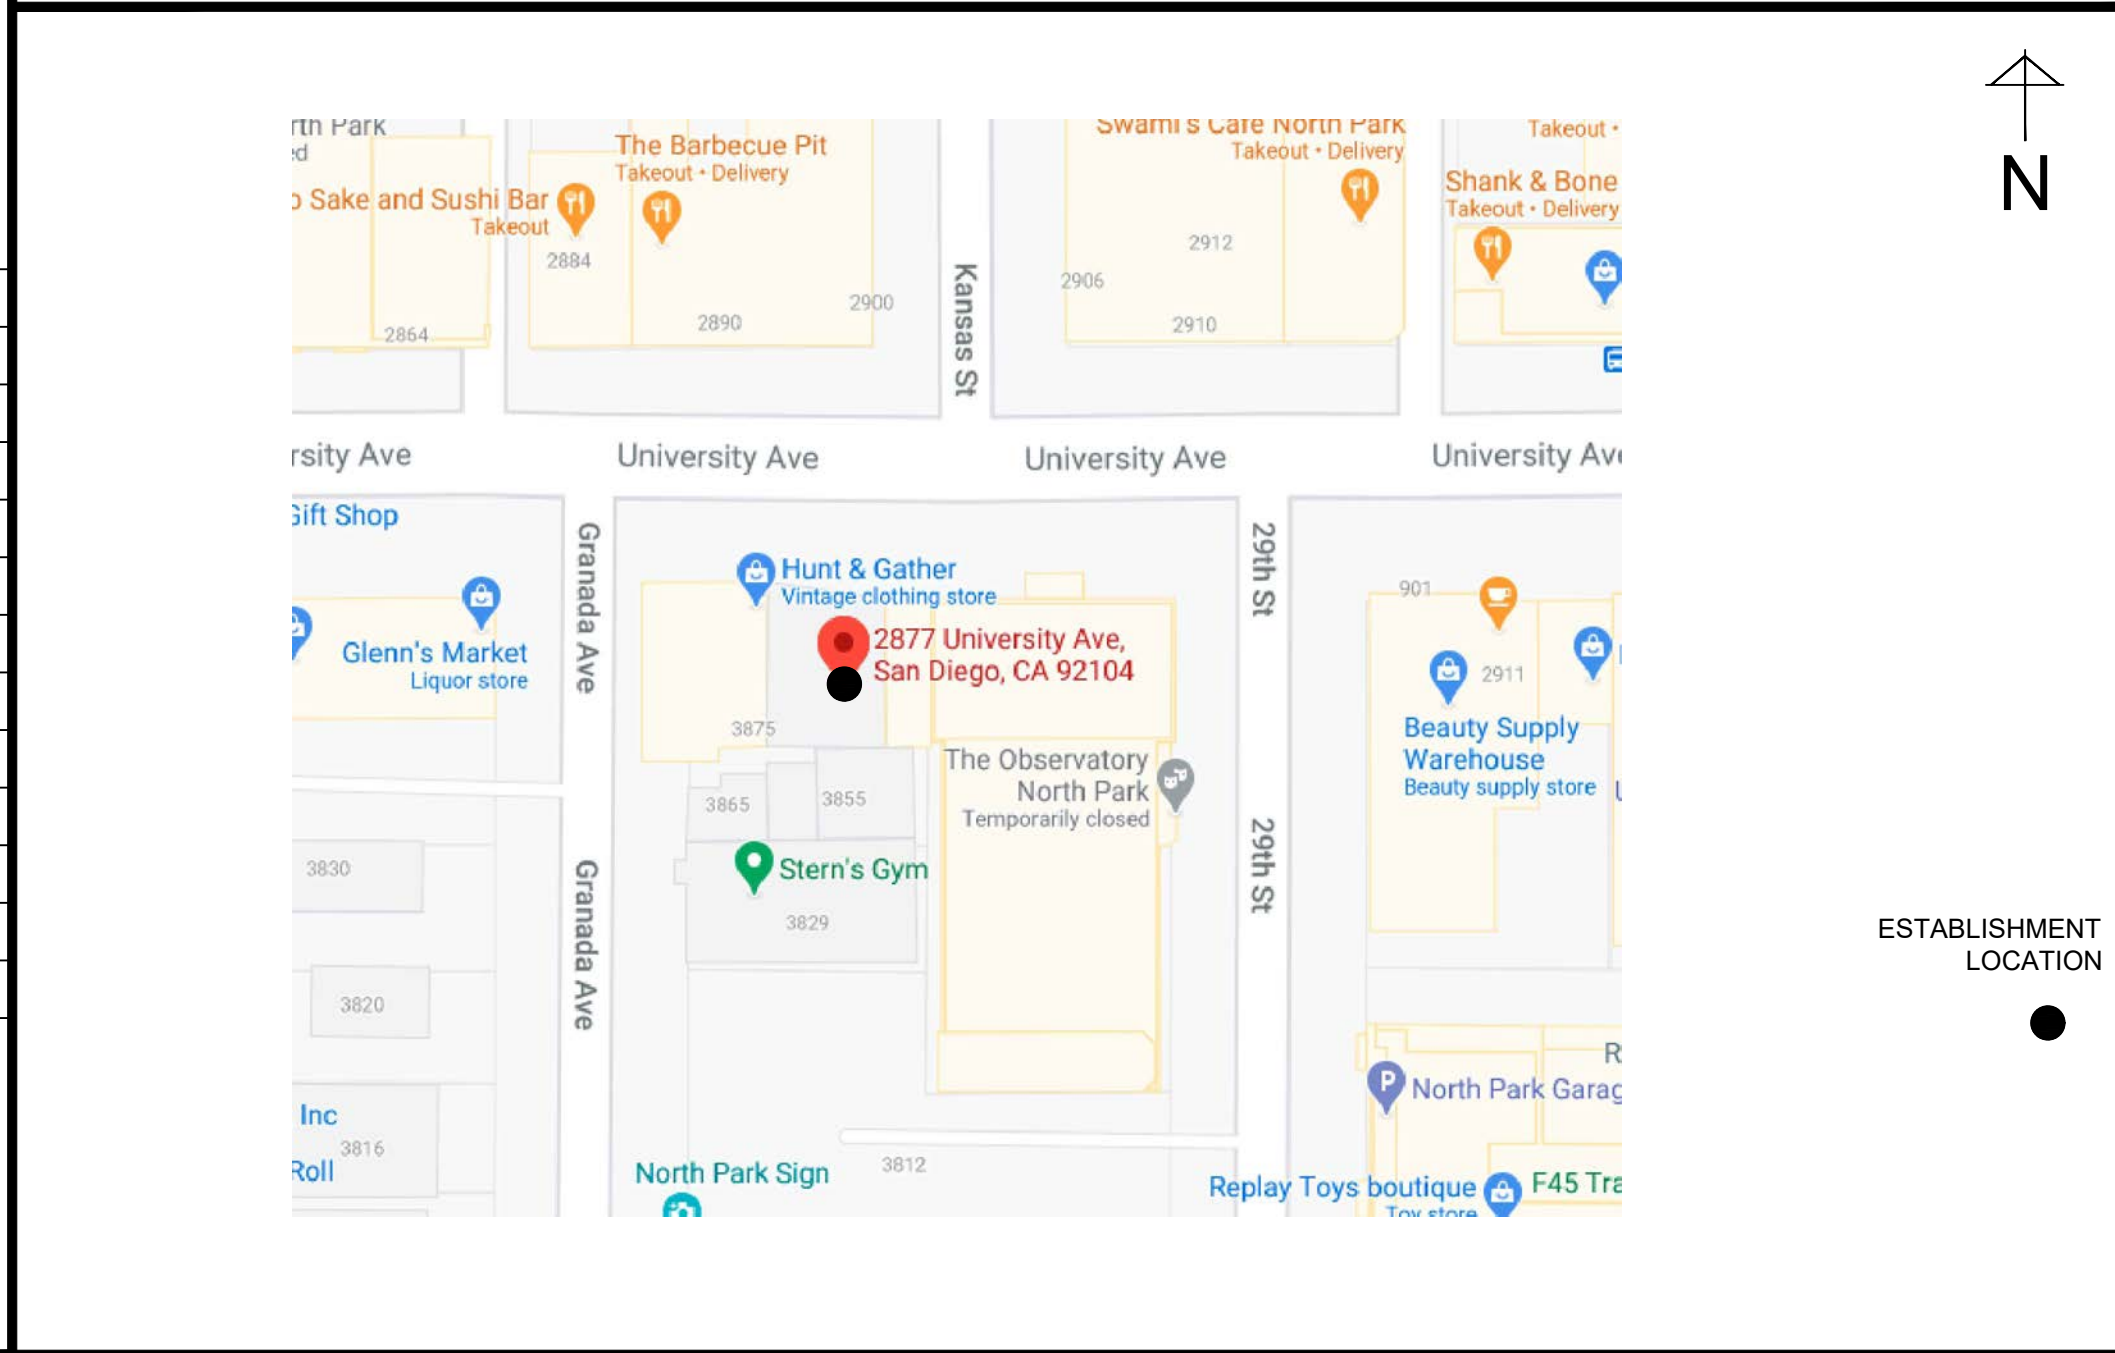 rth Park
ed
Sake and Sushi Bar
Takeout
The Barbecue Pit
Takeout • Delivery
2864
2884
2890
2900
Kansas St
Swami's Cafe North Park
Takeout • Delivery
2906
2912
2910
Takeout •
Shank & Bone
Takeout • Delivery
N
rsity Ave
University Ave
University Ave
University Ave
Gift Shop
Glenn's Market
Liquor store
Granada Ave
Hunt & Gather
Vintage clothing store
2877 University Ave,
San Diego, CA 92104
3875
3865
3855
The Observatory
North Park
Temporarily closed
Stern's Gym
3829
29th St
29th St
901
2911
Beauty Supply
Warehouse
Beauty supply store
3830
3820
Granada Ave
Inc
3816
Roll
North Park Sign
3812
P
North Park Garag
Replay Toys boutique
Toy store
F45 Tra
R
ESTABLISHMENT
LOCATION